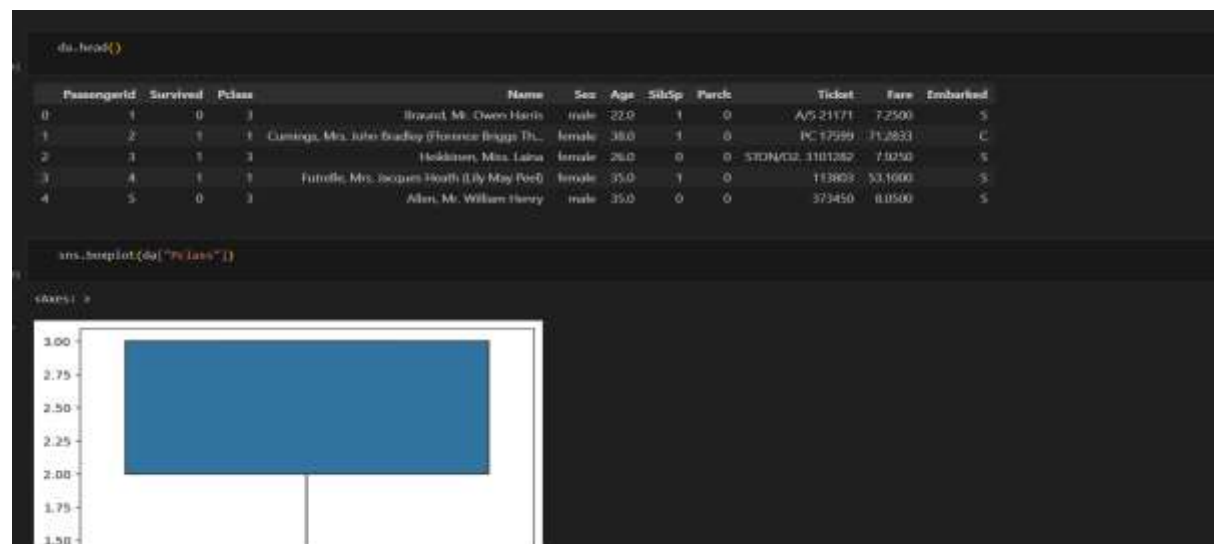 da.head()
PassengerId Survived Pclass Name Sex Age SibSp Parch Ticket Fare Embarked
0 1 0 3 Braund, Mr. Owen Harris male 22.0 1 0 A/5 21171 7.2500 S
1 2 1 1 Cumings, Mrs. John Bradley (Florence Briggs Th... female 38.0 1 0 PC 17599 71.2833 C
2 3 1 3 Heikkinen, Miss. Laina female 26.0 0 0 STON/O2. 3101282 7.9250 S
3 4 1 1 Futrelle, Mrs. Jacques Heath (Lily May Peel) female 35.0 1 0 113803 53.1000 S
4 5 0 3 Allen, Mr. William Henry male 35.0 0 0 373450 8.0500 S
sns.boxplot(da["Pclass"])
<Axes: >
3.00
2.75
2.50
2.25
2.00
1.75
1.50